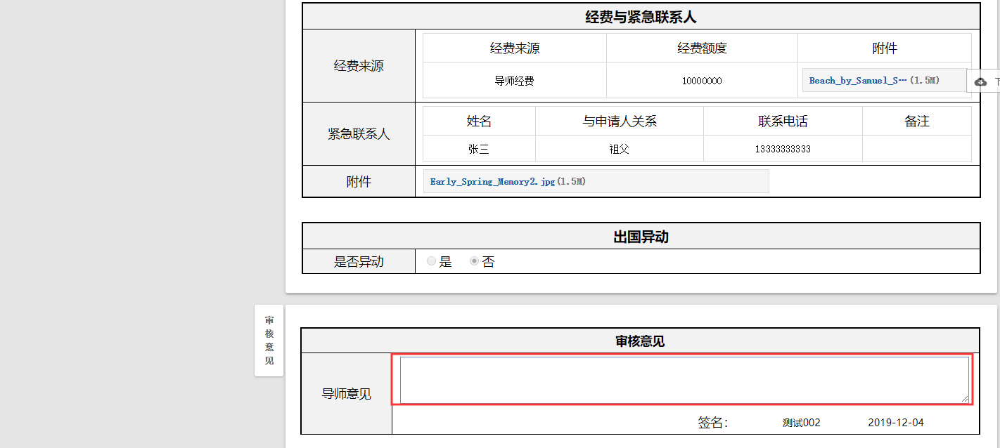 经费与紧急联系人
经费来源
经费来源 经费额度 附件
导师经费 10000000 Beach_by_Samuel_S…(1.5M)
紧急联系人
姓名 与申请人关系 联系电话 备注
张三 祖父 13333333333
附件 Early_Spring_Memory2.jpg(1.5M)
出国异动
是否异动 是 否
审核意见
审核意见
导师意见
签名： 测试002 2019-12-04